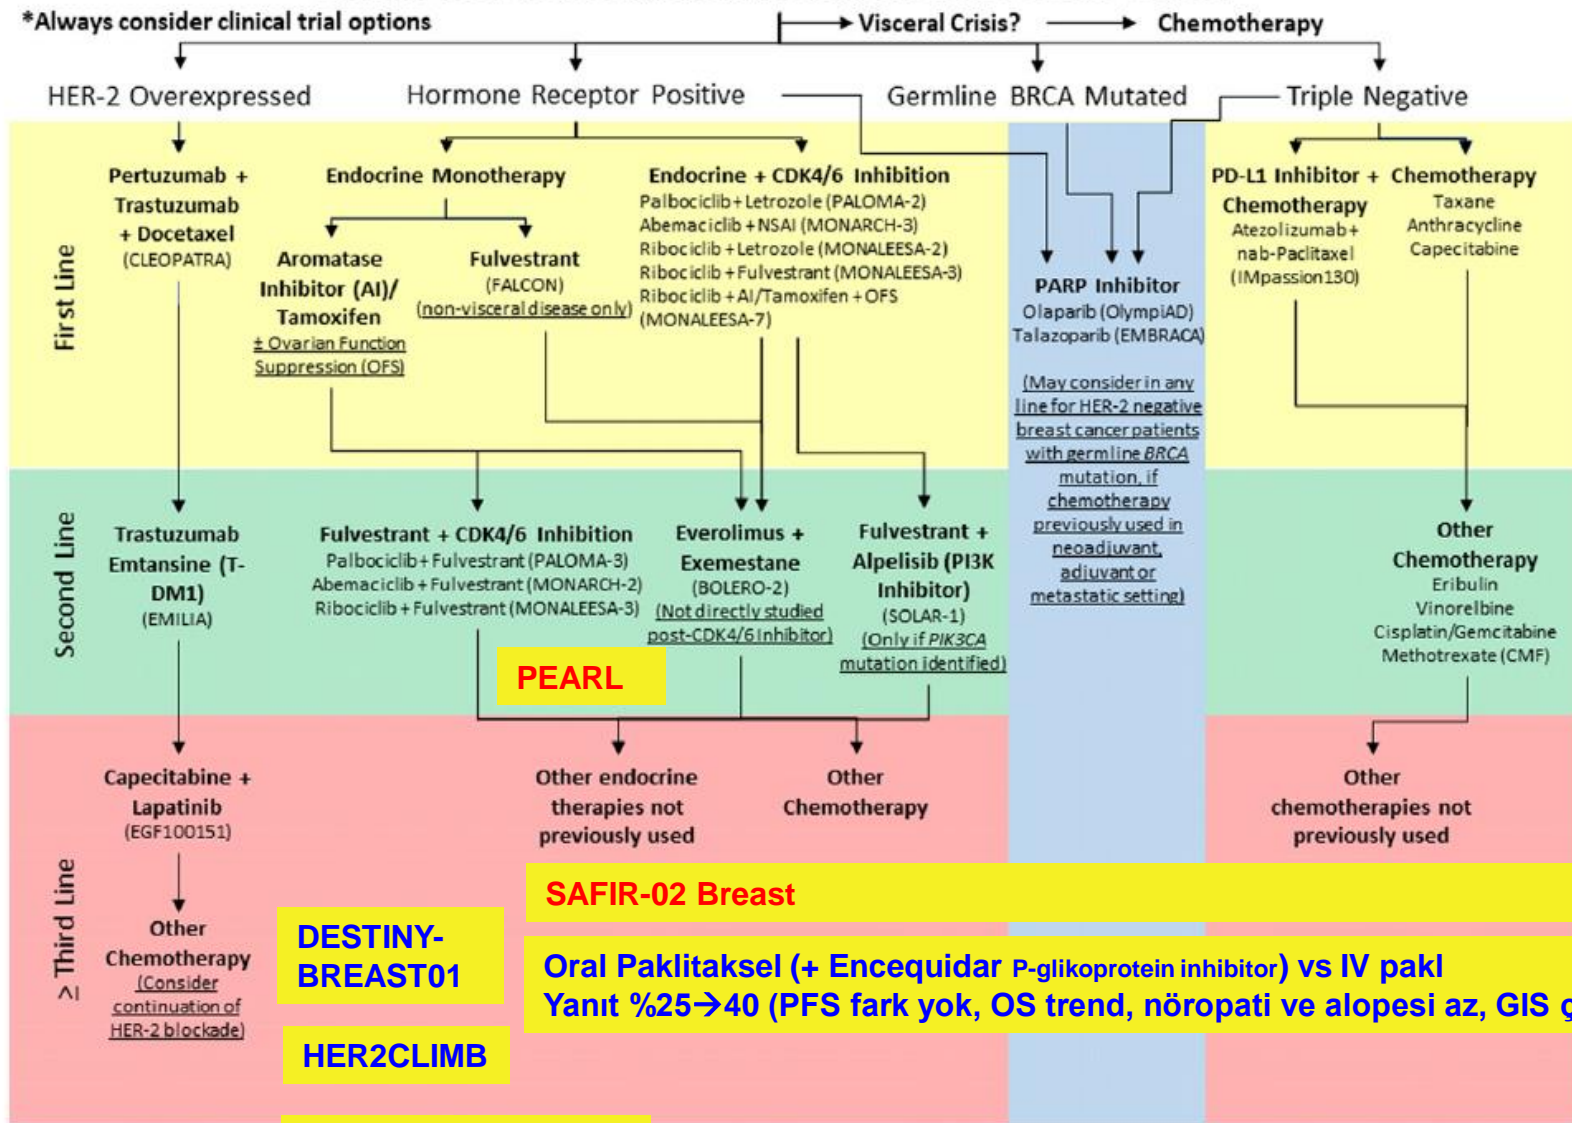 *Always consider clinical trial options
Visceral Crisis?
Chemotherapy
HER-2 Overexpressed
Hormone Receptor Positive
Germline BRCA Mutated
Triple Negative
First Line
Pertuzumab +
Trastuzumab
+ Docetaxel
(CLEOPATRA)
Endocrine Monotherapy
Aromatase
Inhibitor (AI)/
Tamoxifen
± Ovarian Function
Suppression (OFS)
Fulvestrant
(FALCON)
(non-visceral disease only)
Endocrine + CDK4/6 Inhibition
Palbociclib + Letrozole (PALOMA-2)
Abemaciclib + NSAI (MONARCH-3)
Ribociclib + Letrozole (MONALEESA-2)
Ribociclib + Fulvestrant (MONALEESA-3)
Ribociclib + AI/Tamoxifen + OFS
(MONALEESA-7)
PARP Inhibitor
Olaparib (OlympiAD)
Talazoparib (EMBRACA)
(May consider in any
line for HER-2 negative
breast cancer patients
with germline BRCA
mutation, if
chemotherapy
previously used in
neoadjuvant,
adjuvant or
metastatic setting)
PD-L1 Inhibitor +
Chemotherapy
Atezolizumab +
nab-Paclitaxel
(IMpassion130)
Chemotherapy
Taxane
Anthracycline
Capecitabine
Second Line
Trastuzumab
Emtansine (T-
DM1)
(EMILIA)
Fulvestrant + CDK4/6 Inhibition
Palbociclib + Fulvestrant (PALOMA-3)
Abemaciclib + Fulvestrant (MONARCH-2)
Ribociclib + Fulvestrant (MONALEESA-3)
PEARL
Everolimus +
Exemestane
(BOLERO-2)
(Not directly studied
post-CDK4/6 Inhibitor)
Fulvestrant +
Alpelisib (PI3K
Inhibitor)
(SOLAR-1)
(Only if PIK3CA
mutation identified)
Other
Chemotherapy
Eribulin
Vinorelbine
Cisplatin/Gemcitabine
Methotrexate (CMF)
≥ Third Line
Capecitabine +
Lapatinib
(EGF100151)
Other
Chemotherapy
(Consider
continuation of
HER-2 blockade)
Other endocrine
therapies not
previously used
Other
Chemotherapy
Other
chemotherapies not
previously used
SAFIR-02 Breast
DESTINY-
BREAST01
Oral Paklitaksel (+ Encequidar P-glikoprotein inhibitor) vs IV pakl
Yanıt %25→40 (PFS fark yok, OS trend, nöropati ve alopesi az, GIS ç
HER2CLIMB